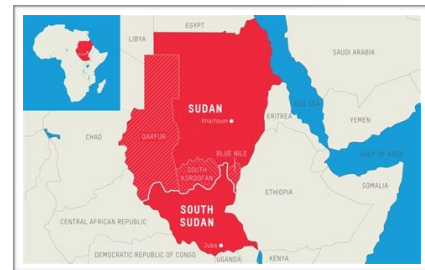 EGYPT
LIBYA
SAUDI ARABIA
SUDAN
Khartoum
RED SEA
ERITREA
YEMEN
CHAD
DARFUR
BLUE NILE
SOUTH
KORDOFAN
GULF OF ADEN
ETHIOPIA
SOMALIA
SOUTH
SUDAN
CENTRAL AFRICAN REPUBLIC
Juba
DEMOCRATIC REPUBLIC OF CONGO
UGANDA
KENYA